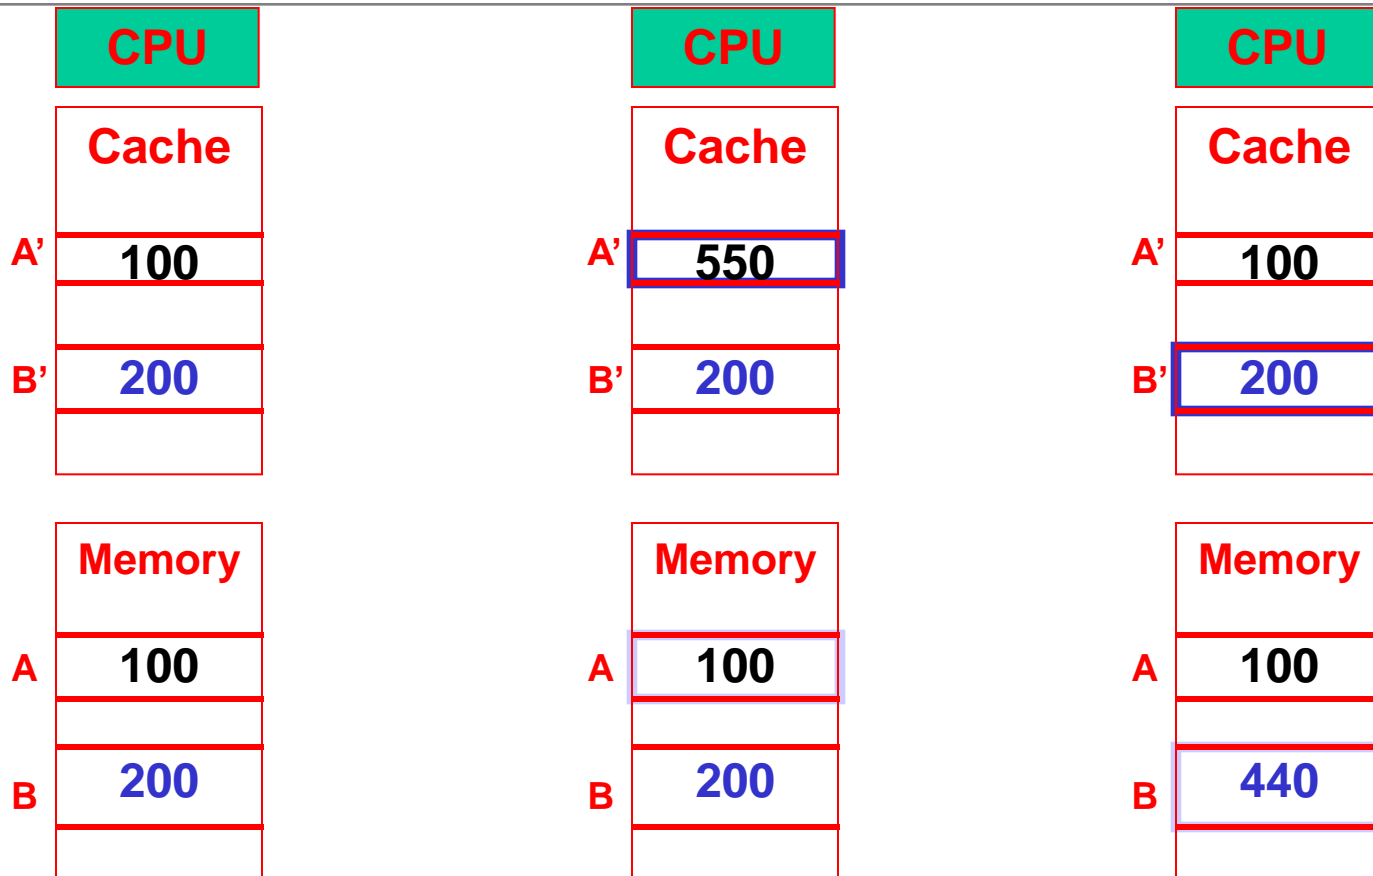 CPU
Cache
A’ 100
B’ 200
Memory
A 100
B 200
CPU
Cache
A’ 550
B’ 200
Memory
A 100
B 200
CPU
Cache
A’ 100
B’ 200
Memory
A 100
B 440